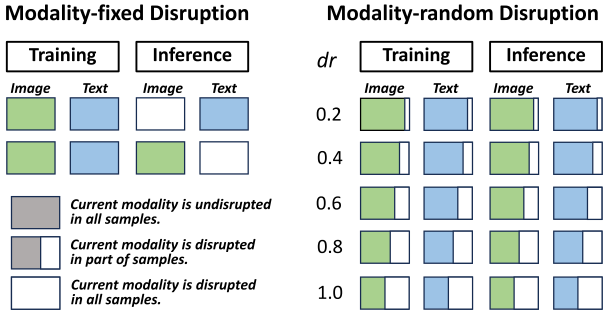 Modality-fixed Disruption
Training Inference
Image Text Image Text
Current modality is undisrupted
in all samples.
Current modality is disrupted
in part of samples.
Current modality is disrupted
in all samples.
Modality-random Disruption
dr Training Inference
Image Text Image Text
0.2
0.4
0.6
0.8
1.0